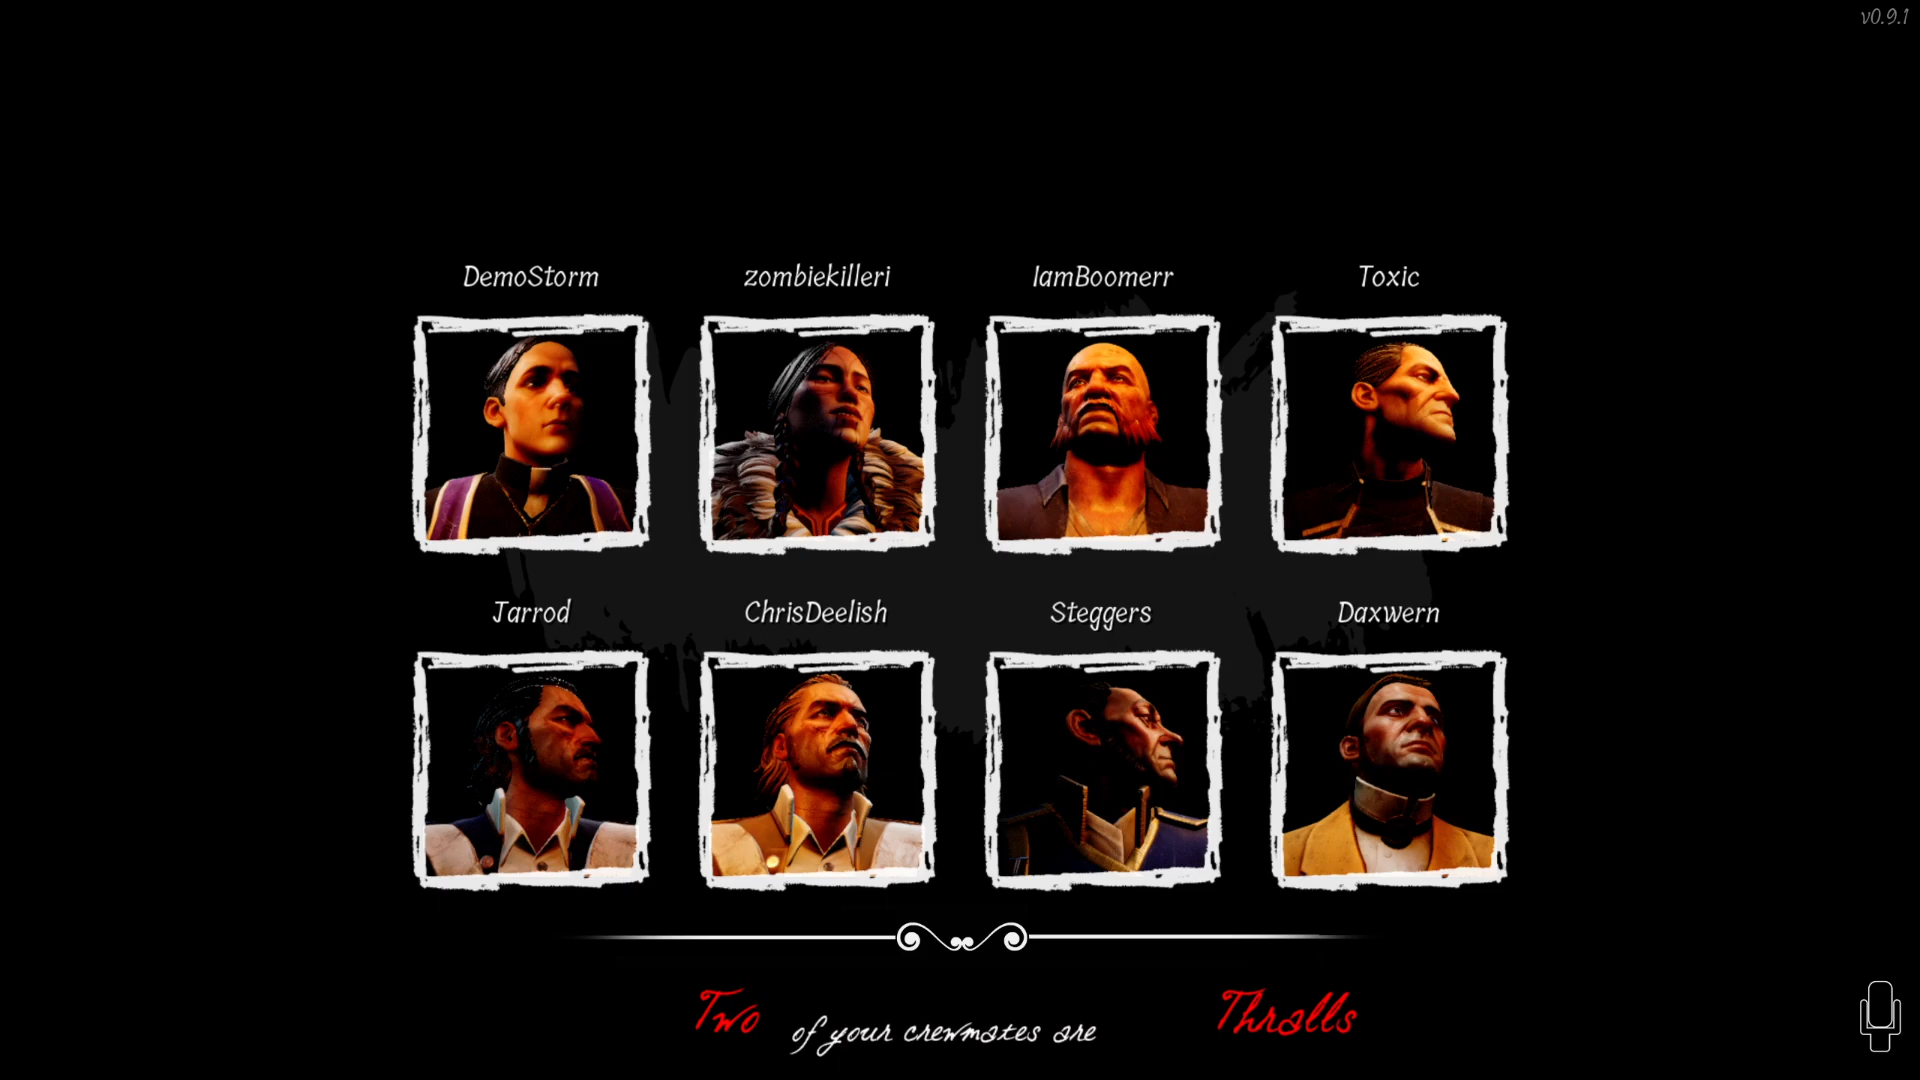 v0.9.1
DemoStorm zombiekilleri IamBoomerr Toxic
Jarrod ChrisDeelish Steggers Daxwern
Two of your crewmates are Thralls